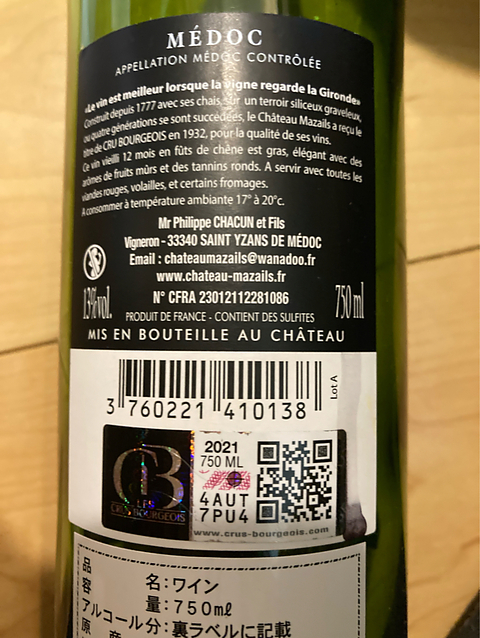 MÉDOC
APPELLATION MÉDOC CONTRÔLÉE
«Le vin est meilleur lorsque la vigne regarde la Gironde»
Construit depuis 1777 avec ses chais, sur un terroir siliceux graveleux,
ou quatre générations se sont succédées, le Château Mazails a reçu le
titre de CRU BOURGEOIS en 1932, pour la qualité de ses vins.
Ce vin vieilli 12 mois en fûts de chêne est gras, élégant avec des
arômes de fruits mûrs et des tannins ronds. A servir avec toutes les
viandes rouges, volailles, et certains fromages.
A consommer à température ambiante 17° à 20°c.
Mr Philippe CHACUN et Fils
Vigneron - 33340 SAINT YZANS DE MÉDOC
Email : chateaumazails@wanadoo.fr
www.chateau-mazails.fr
13%vol. N° CFRA 23012112281086 750 ml
PRODUIT DE FRANCE - CONTIENT DES SULFITES
MIS EN BOUTEILLE AU CHÂTEAU
Lot A
3 760221 410138
CB
LES
CRUS BOURGEOIS
2021
750 ML
4AUT
7PU4
www.crus-bourgeois.com
品名:ワイン
容量:750mℓ
アルコール分:裏ラベルに記載
原産